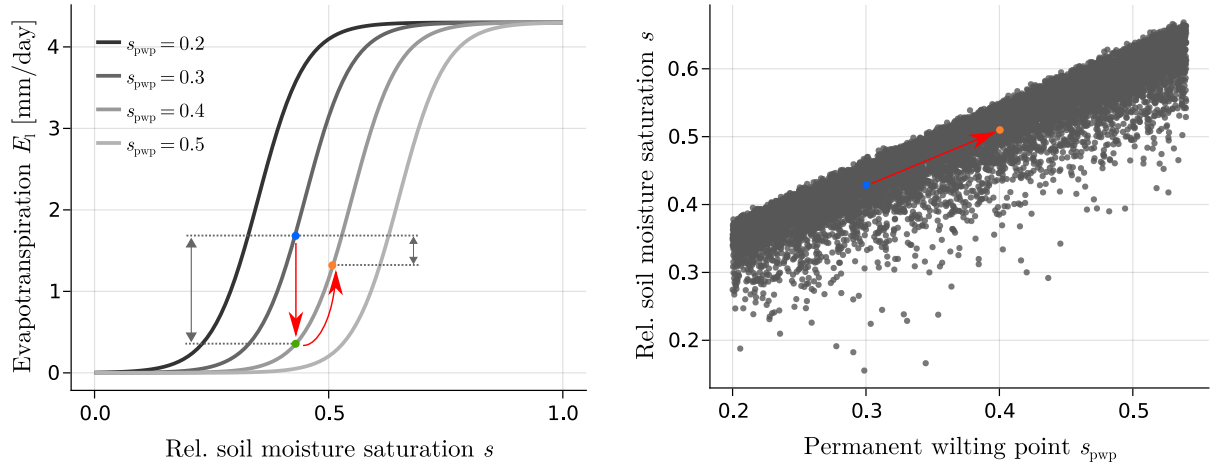 Evapotranspiration E_l [mm/day]
4
3
2
1
0
s_pwp = 0.2
s_pwp = 0.3
s_pwp = 0.4
s_pwp = 0.5
0.0
0.5
1.0
Rel. soil moisture saturation s
Rel. soil moisture saturation s
0.6
0.5
0.4
0.3
0.2
0.2
0.3
0.4
0.5
Permanent wilting point s_pwp